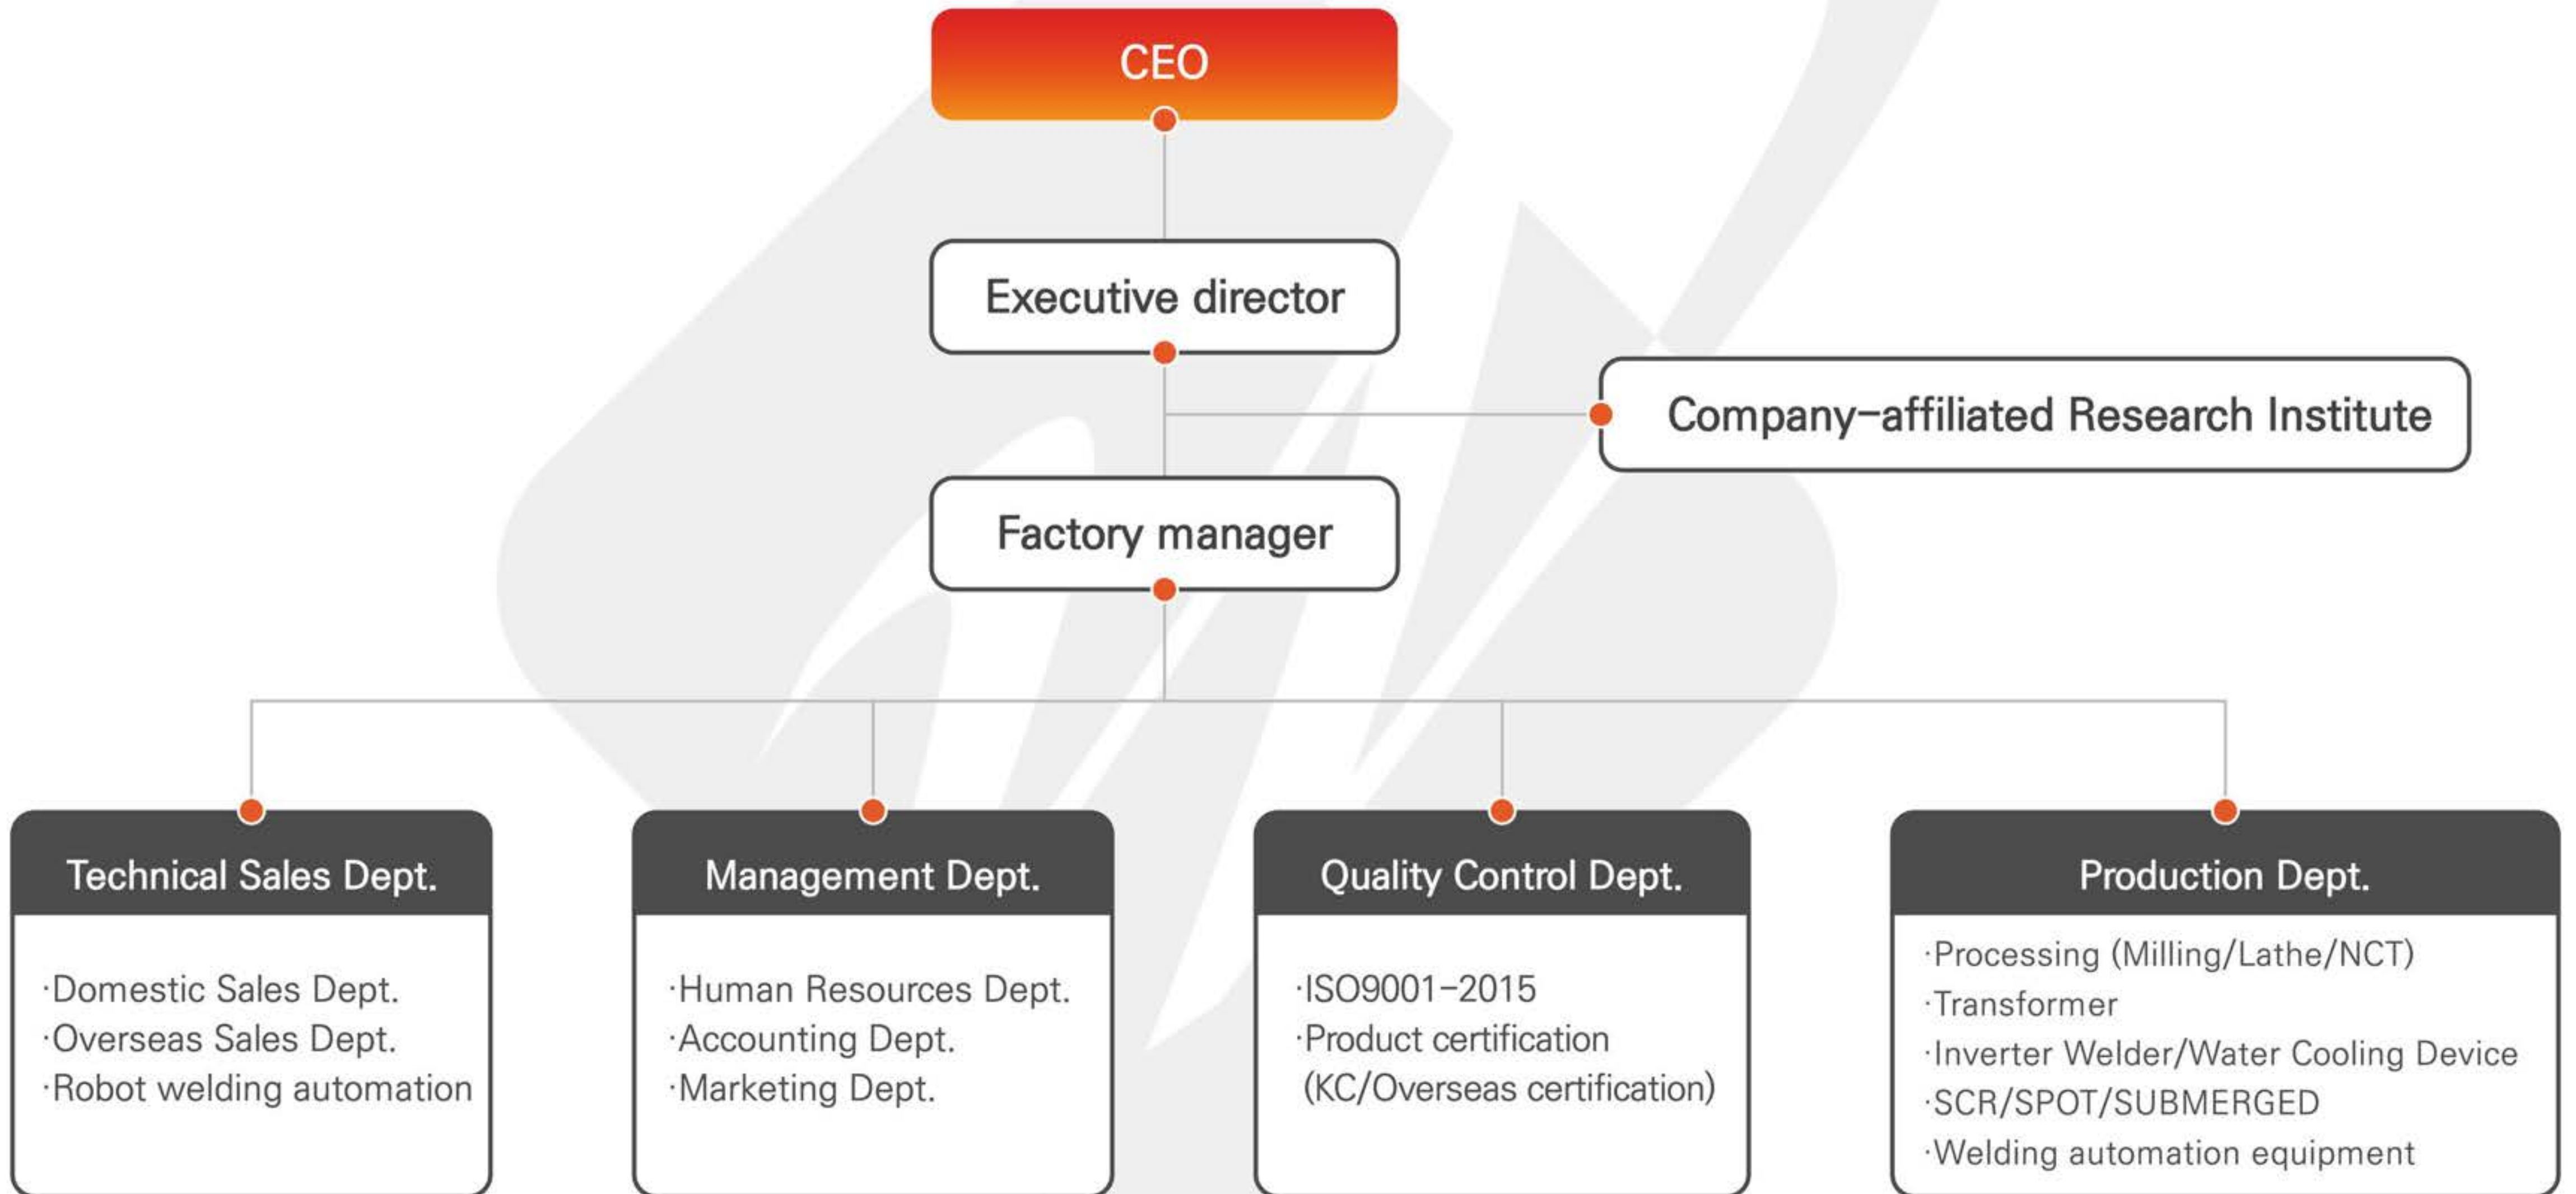 CEO
Executive director
Company-affiliated Research Institute
Factory manager
Technical Sales Dept.
·Domestic Sales Dept.
·Overseas Sales Dept.
·Robot welding automation
Management Dept.
·Human Resources Dept.
·Accounting Dept.
·Marketing Dept.
Quality Control Dept.
·ISO9001-2015
·Product certification
(KC/Overseas certification)
Production Dept.
·Processing (Milling/Lathe/NCT)
·Transformer
·Inverter Welder/Water Cooling Device
·SCR/SPOT/SUBMERGED
·Welding automation equipment